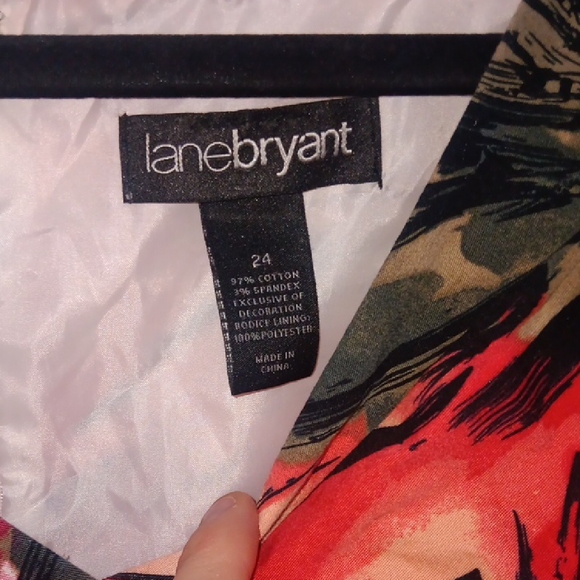 lanebryant
24
97% COTTON
3% SPANDEX
EXCLUSIVE OF
DECORATION
BODICE LINING:
100% POLYESTER
MADE IN
CHINA